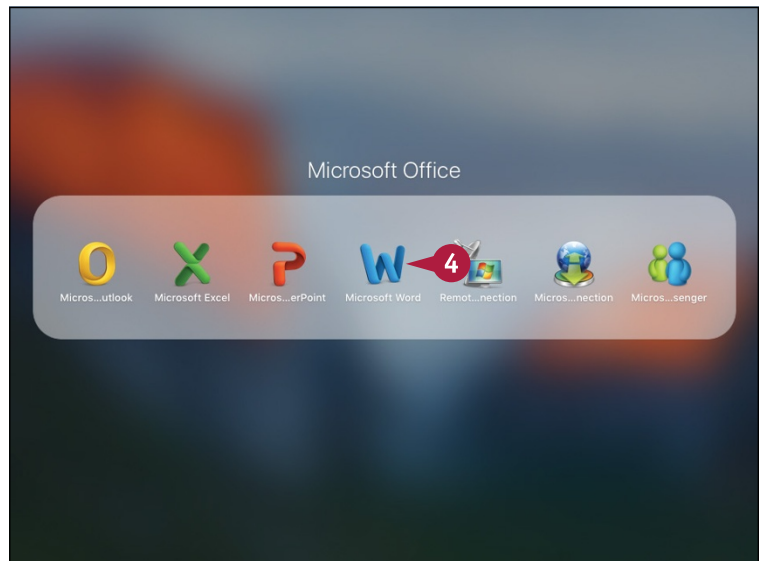 Microsoft Office
4
Micros...utlook Microsoft Excel Micros...erPoint Microsoft Word Remot...nection Micros...nection Micros...senger